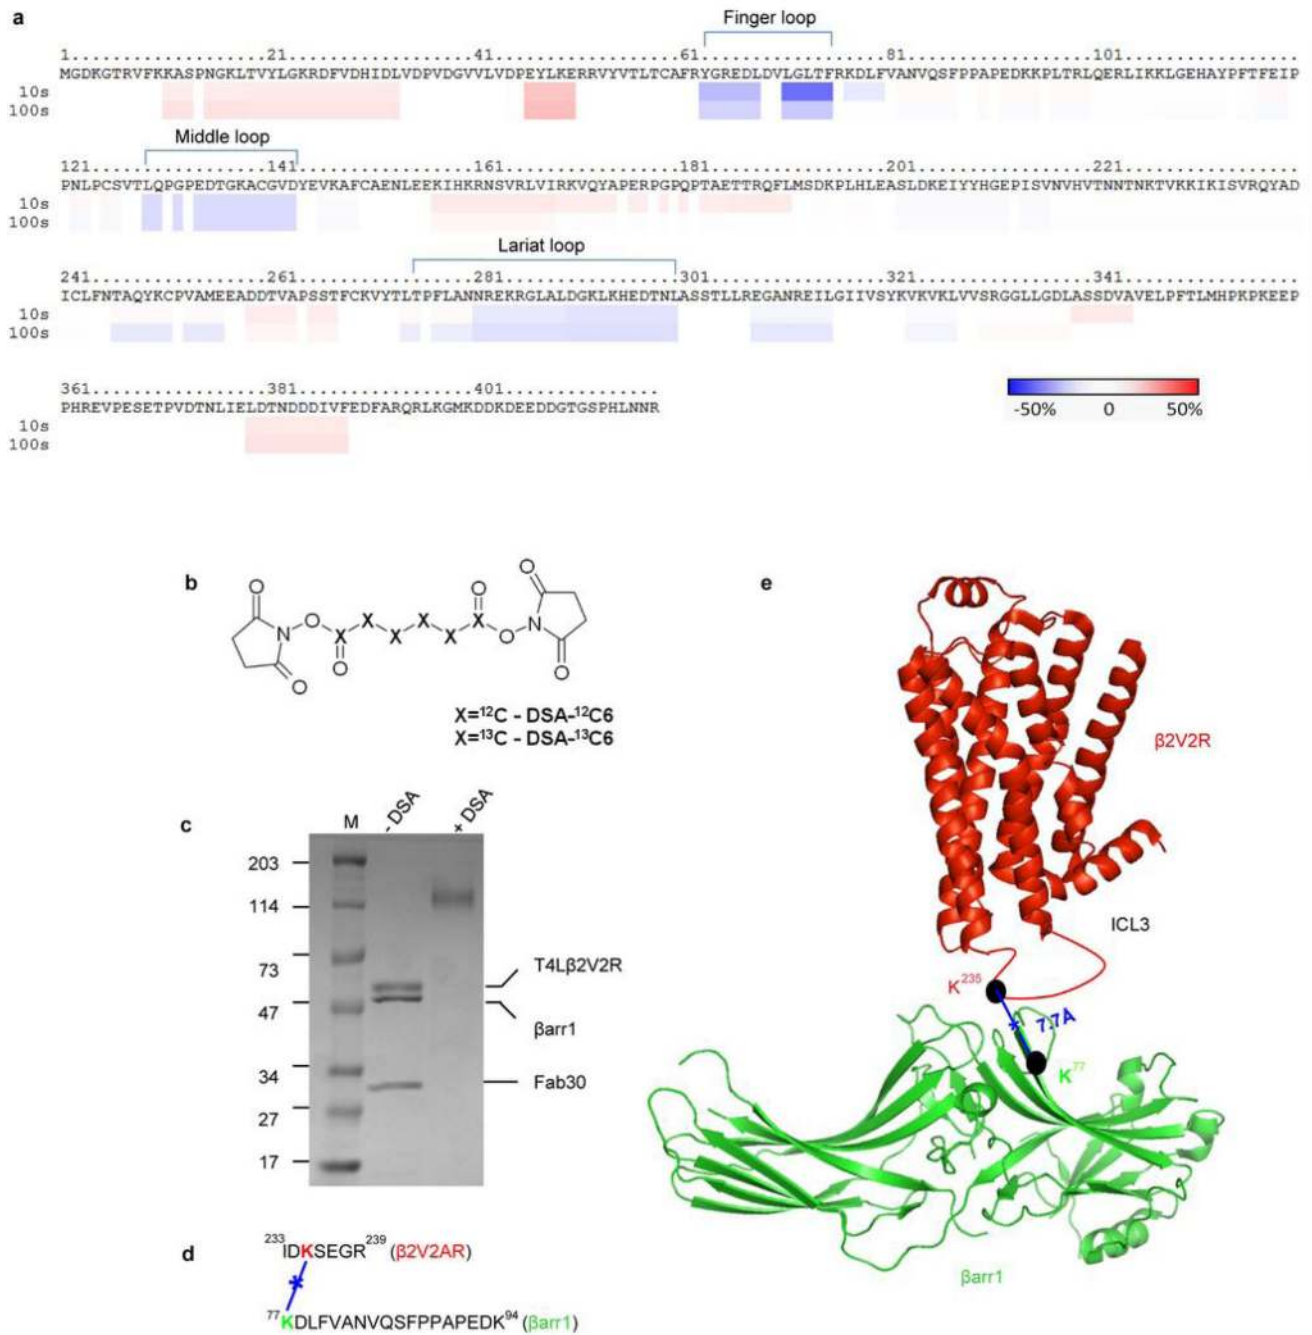 a
Finger loop
1...................21..................41..................61..................81..................101...................
MGDKGTRVFKKASPNGKLTVYLGKRDFVDHIDLVDPVDGVVLVDPEYLKERRVYVTLTCAFRYGREDLDVLGLTFRKDLFVANVQSFPPAPEDKKPLTRLQERLIKKLGEHAYPFTFEIP
10s
100s
Middle loop
121.................141.................161.................181.................201.................221...................
PNLPCSVTLQPGPEDTGKACGVDYEVKAFCAENLEEKIHKRNSVRLVIRKVQYAPERPGPQPTAETTRQFLMSDKPLHLEASLDKEIYYHGEPISVNVHVTNNTNKTVKKIKISVRQYAD
10s
100s
Lariat loop
241.................261.................281.................301.................321.................341...................
ICLFNTAQYKCPVAMEEADDTVAPSSTFCKVYTLTPFLANNREKRGLALDGKLKHEDTNLASSTLLREGANREILGIIVSYKVKVKLVVSRGGLLGDLASSDVAVELPFTLMHPKPKEEP
10s
100s
361.................381.................401.................
PHREVPESETPVDTNLIELDTNDDDIVFEDFARQRLKGMKDDKDEEDDGTGSPHLNNR
10s
100s
-50% 0 50%
b
O O N O X O X X X X X O O N O O
X=¹²C - DSA-¹²C6
X=¹³C - DSA-¹³C6
c
M - DSA + DSA
203
114
73
47
34
27
17
T4Lβ2V2R
βarr1
Fab30
d
²³³IDKSEGR²³⁹ (β2V2AR)
*
⁷⁷KDLFVANVQSFPPAPEDK⁹⁴ (βarr1)
e
β2V2R
ICL3
K²³⁵
* 7.7Å
K⁷⁷
βarr1